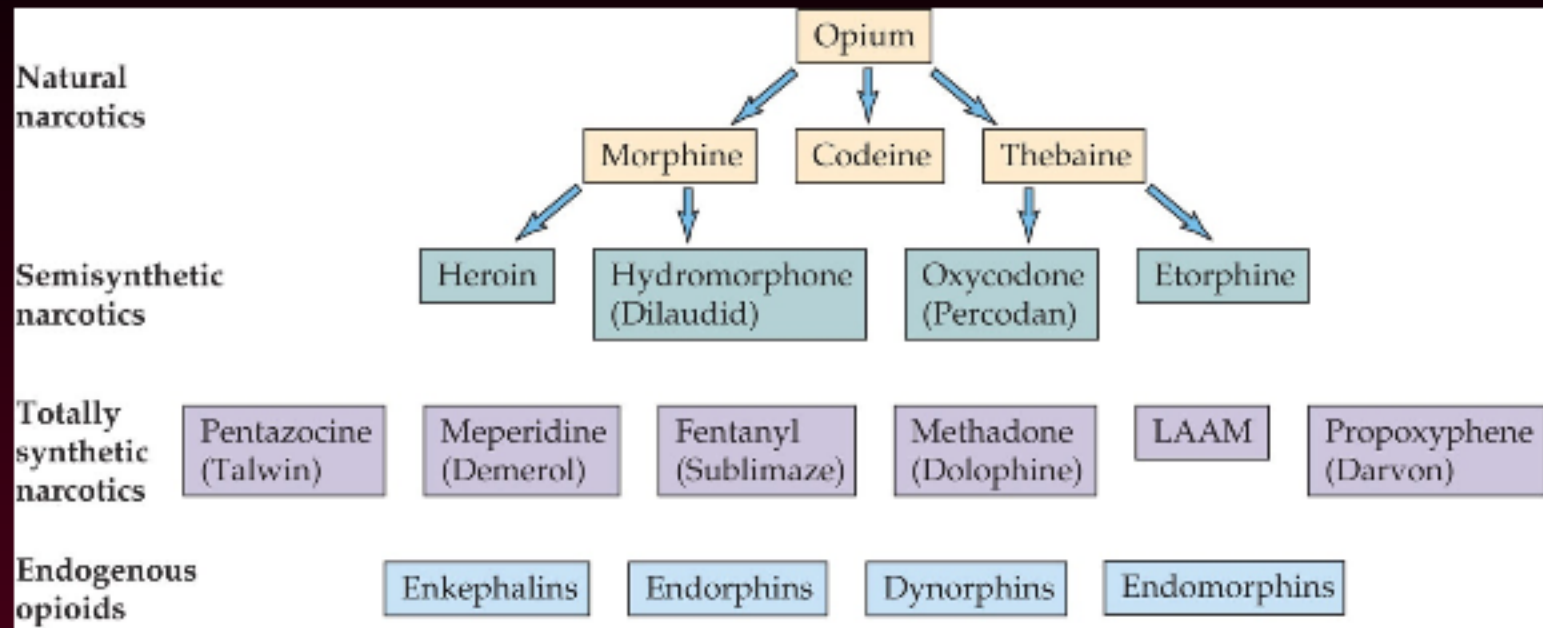 Opium
Natural
narcotics
Morphine
Codeine
Thebaine
Semisynthetic
narcotics
Heroin
Hydromorphone
(Dilaudid)
Oxycodone
(Percodan)
Etorphine
Totally
synthetic
narcotics
Pentazocine
(Talwin)
Meperidine
(Demerol)
Fentanyl
(Sublimaze)
Methadone
(Dolophine)
LAAM
Propoxyphene
(Darvon)
Endogenous
opioids
Enkephalins
Endorphins
Dynorphins
Endomorphins